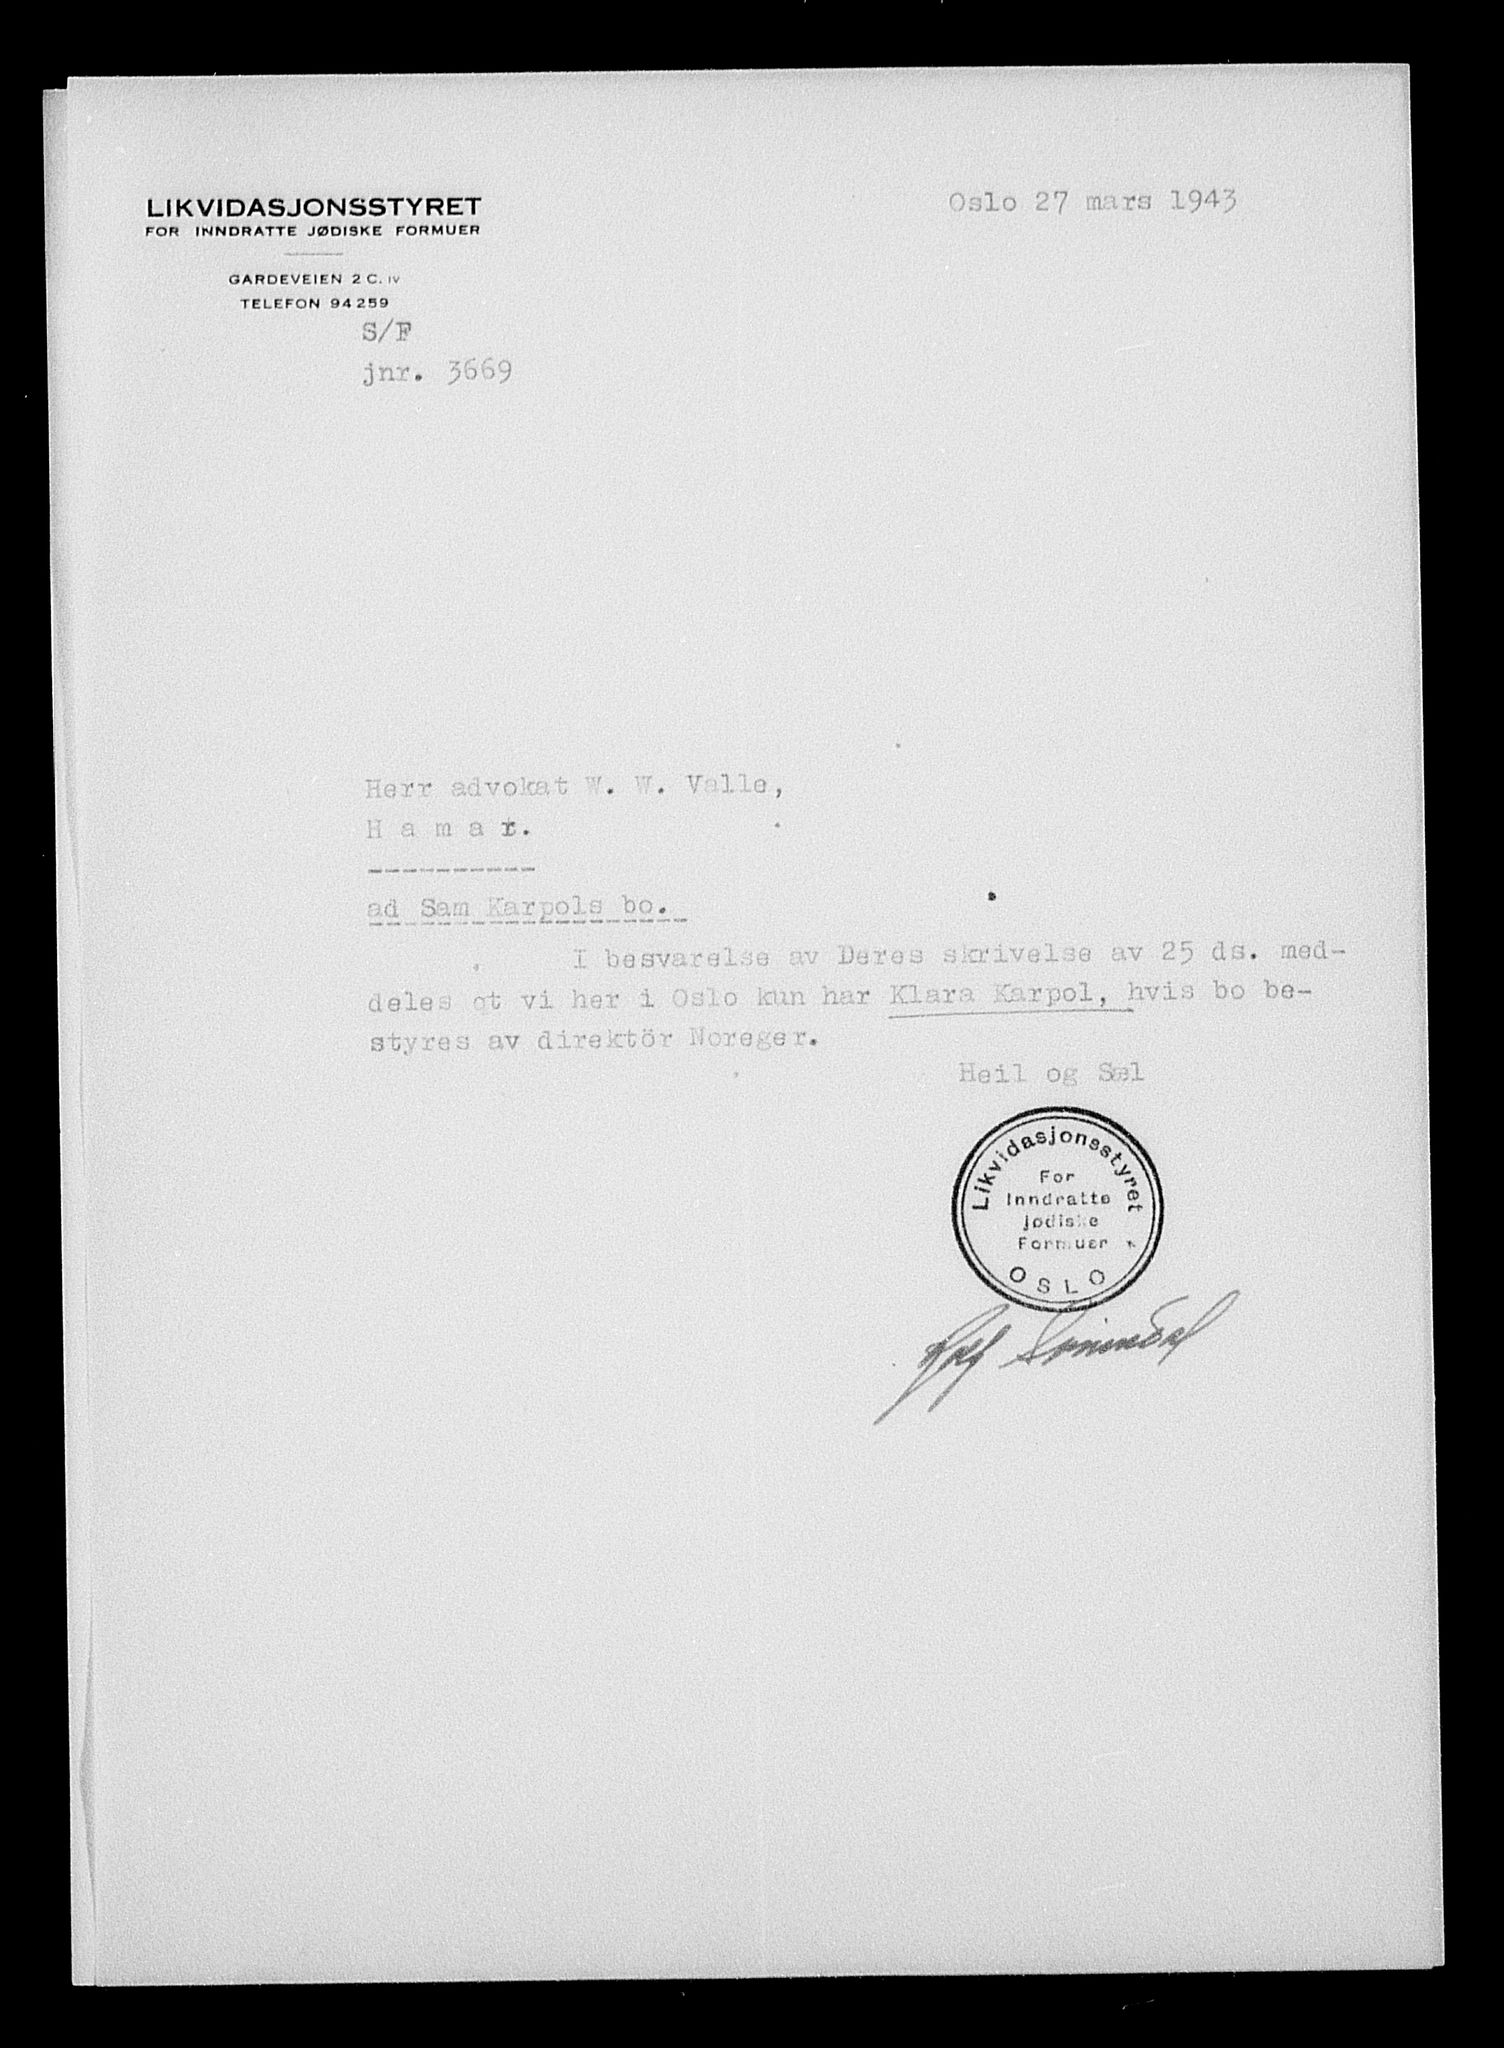 LIKVIDASJONSSTYRET
FOR INNDRATTE JØDISKE FORMUER
GARDEVEIEN 2 C. IV
TELEFON 94259
S/F
jnr. 3669
Oslo 27 mars 1943
Herr advokat W. W. Valle,
H a m a r.
-----------
ad Sam Karpols bo.
I besvarelse av Deres skrivelse av 25 ds. med-
deles at vi her i Oslo kun har Klara Karpol, hvis bo be-
styres av direktör Noreger.
Heil og Sæl
Likvidasjonsstyret
For
Inndratte
jødiske
Formuer
OSLO
Rolf